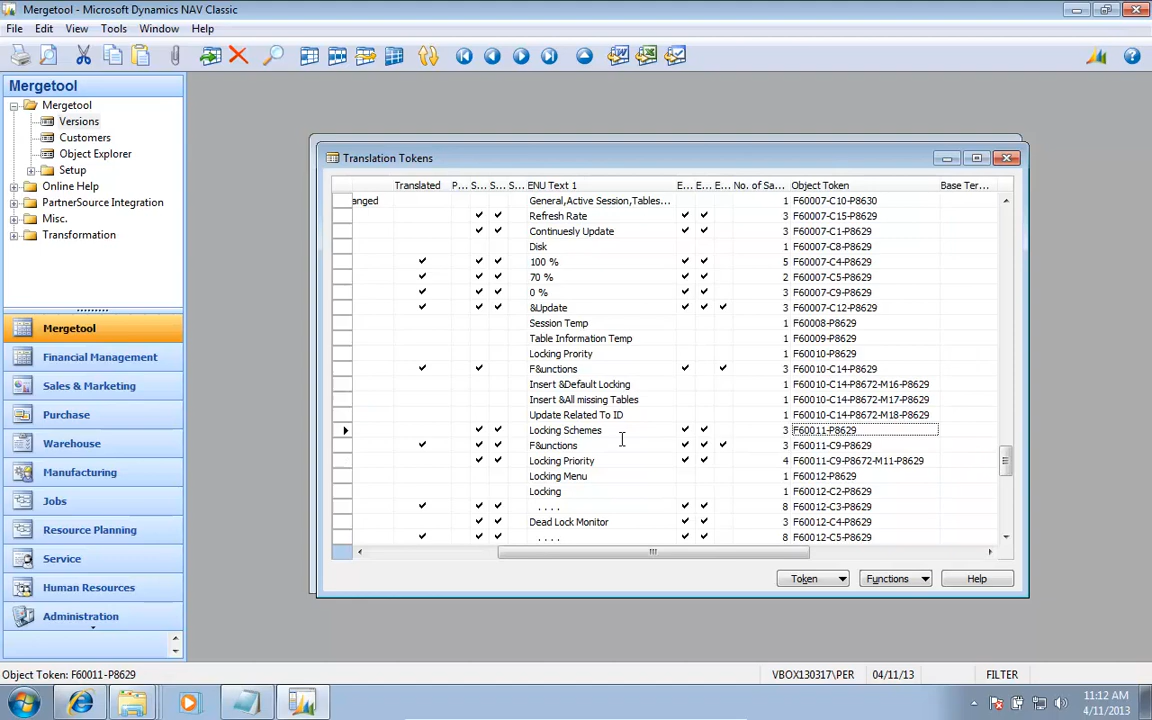 Mergetool - Microsoft Dynamics NAV Classic
File Edit View Tools Window Help
Mergetool
Mergetool
Versions
Customers
Object Explorer
Setup
Online Help
PartnerSource Integration
Misc.
Transformation
Mergetool
Financial Management
Sales & Marketing
Purchase
Warehouse
Manufacturing
Jobs
Resource Planning
Service
Human Resources
Administration
Translation Tokens
Translated P... S... S... S... ENU Text 1 E... E... E... No. of Sa... Object Token Base Ter...
anged General,Active Session,Tables... 1 F60007-C10-P8630
Refresh Rate 3 F60007-C15-P8629
Continuesly Update 3 F60007-C1-P8629
Disk 1 F60007-C8-P8629
100 % 5 F60007-C4-P8629
70 % 2 F60007-C5-P8629
0 % 3 F60007-C9-P8629
&Update 3 F60007-C12-P8629
Session Temp 1 F60008-P8629
Table Information Temp 1 F60009-P8629
Locking Prority 1 F60010-P8629
F&unctions 3 F60010-C14-P8629
Insert &Default Locking 1 F60010-C14-P8672-M16-P8629
Insert &All missing Tables 1 F60010-C14-P8672-M17-P8629
Update Related To ID 1 F60010-C14-P8672-M18-P8629
Locking Schemes 3 F60011-P8629
F&unctions 3 F60011-C9-P8629
Locking Priority 4 F60011-C9-P8672-M11-P8629
Locking Menu 1 F60012-P8629
Locking 1 F60012-C2-P8629
. . . . 8 F60012-C3-P8629
Dead Lock Monitor 3 F60012-C4-P8629
. . . . 8 F60012-C5-P8629
Token Functions Help
Object Token: F60011-P8629 VBOX130317\PER 04/11/13 FILTER
11:12 AM
4/11/2013